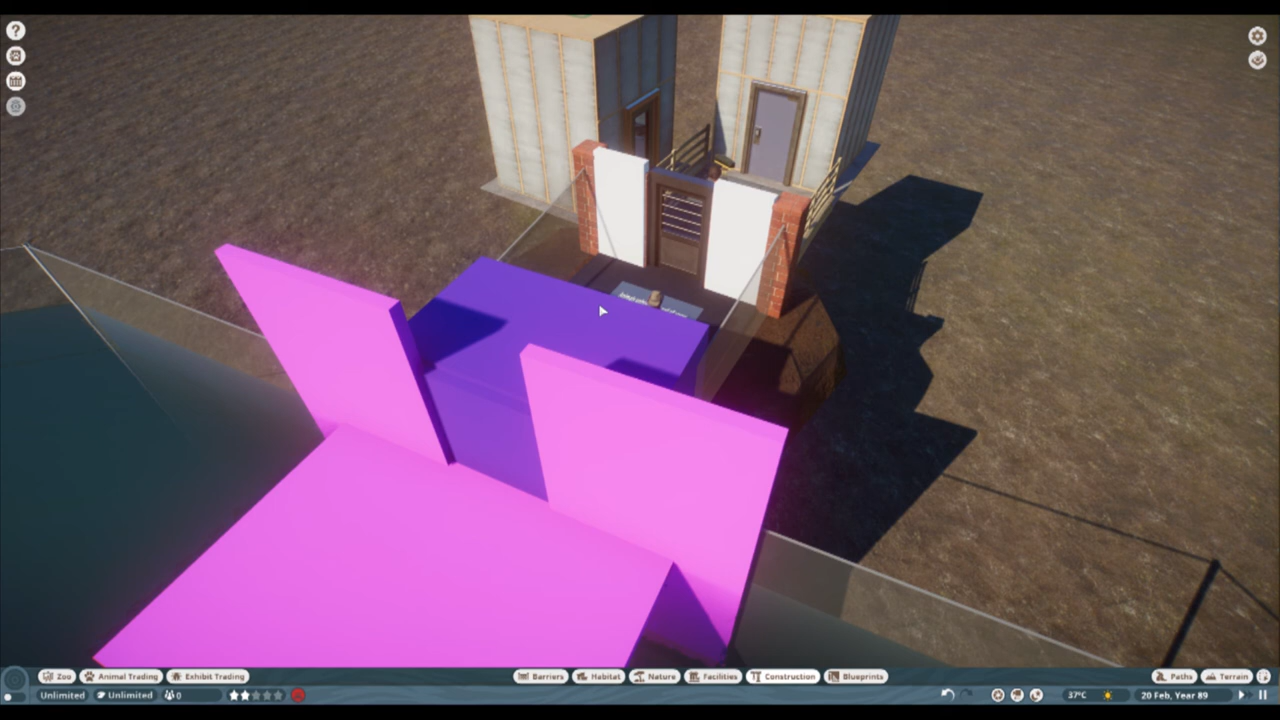 ?
Zoo
Animal Trading
Exhibit Trading
Barriers
Habitat
Nature
Facilities
Construction
Blueprints
Paths
Terrain
Unlimited
Unlimited
0
37°C
20 Feb, Year 89